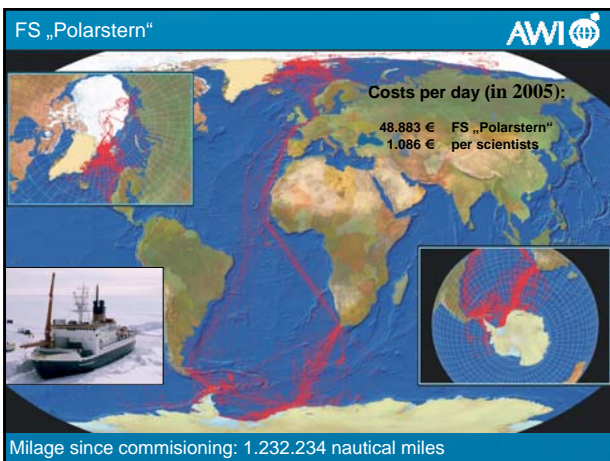 FS „Polarstern“
AWI
Costs per day (in 2005):
48.883 € FS „Polarstern“
1.086 € per scientists
Milage since commisioning: 1.232.234 nautical miles